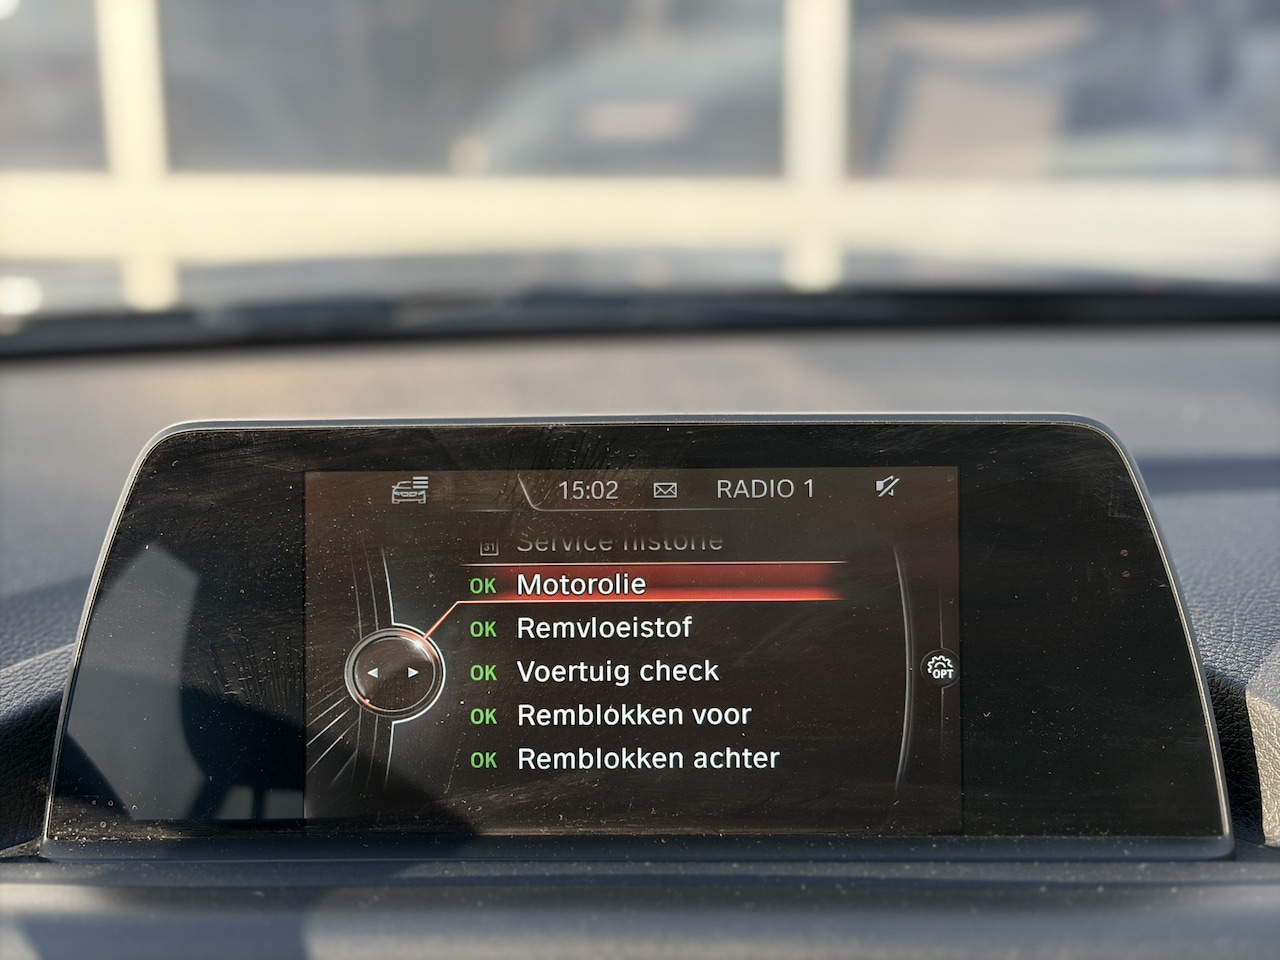 15:02 RADIO 1
31 Service historie
OK Motorolie
OK Remvloeistof
OK Voertuig check
OK Remblokken voor
OK Remblokken achter
OPT